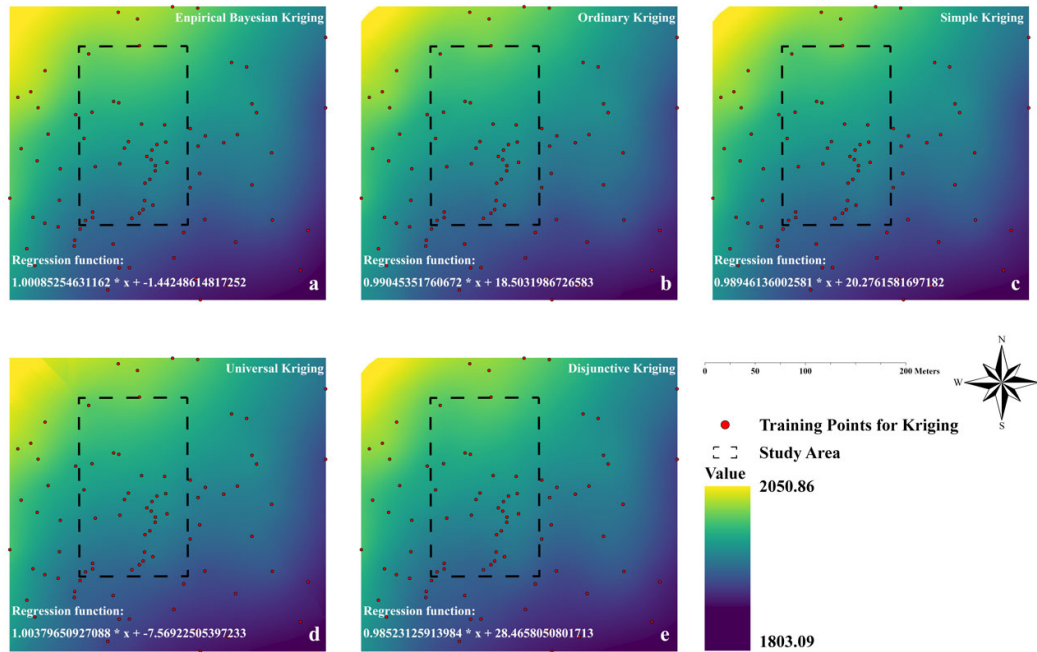 Enpirical Bayesian Kriging
Regression function:
1.00085254631162 * x + -1.44248614817252
a
Ordinary Kriging
Regression function:
0.99045351760672 * x + 18.5031986726583
b
Simple Kriging
Regression function:
0.98946136002581 * x + 20.2761581697182
c
Universal Kriging
Regression function:
1.00379650927088 * x + -7.56922505397233
d
Disjunctive Kriging
Regression function:
0.98523125913984 * x + 28.4658050801713
e
0 50 100 200 Meters
N
W E
S
Training Points for Kriging
Study Area
Value
2050.86
1803.09